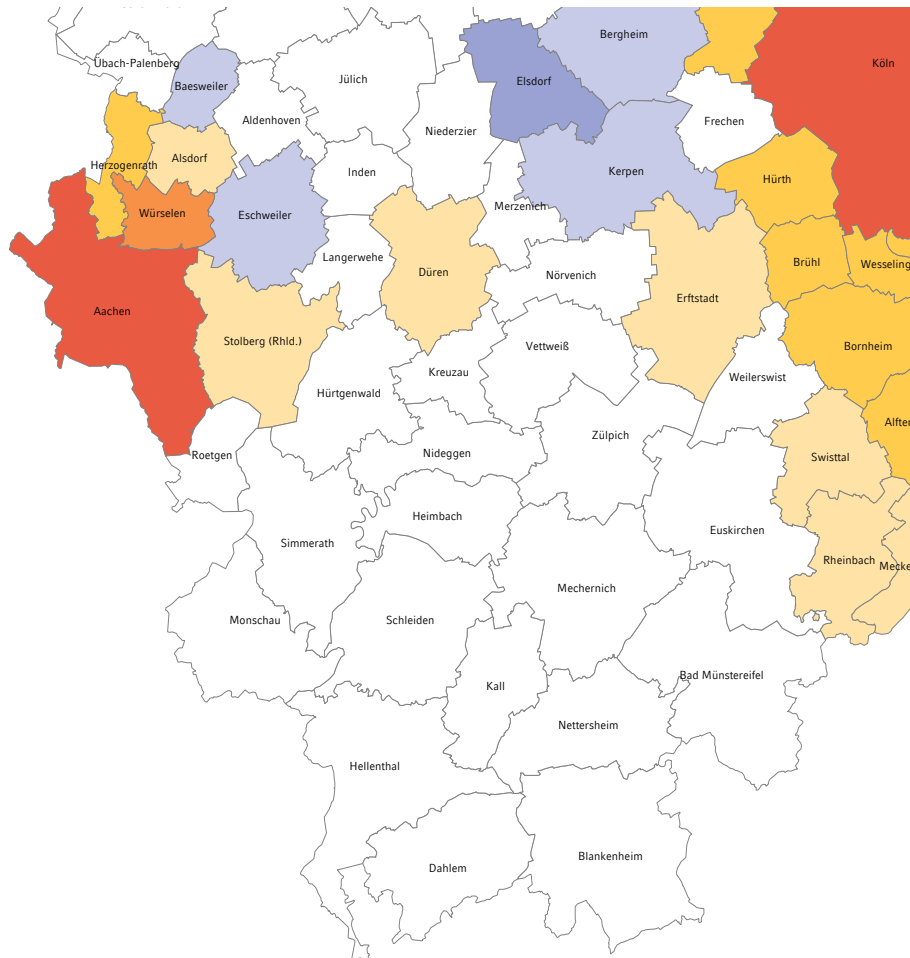 Bergheim
Köln
Übach-Palenberg
Jülich
Elsdorf
Baesweiler
Aldenhoven
Frechen
Niederzier
Alsdorf
Herzogenrath
Inden
Kerpen
Hürth
Merzenich
Würselen
Eschweiler
Langerwehe
Düren
Nörvenich
Brühl
Wesseling
Erftstadt
Aachen
Stolberg (Rhld.)
Vettweiß
Bornheim
Kreuzau
Weilerswist
Hürtgenwald
Alfter
Zülpich
Roetgen
Nideggen
Swisttal
Heimbach
Euskirchen
Simmerath
Rheinbach
Mecke
Mechernich
Monschau
Schleiden
Bad Münstereifel
Kall
Nettersheim
Hellenthal
Blankenheim
Dahlem